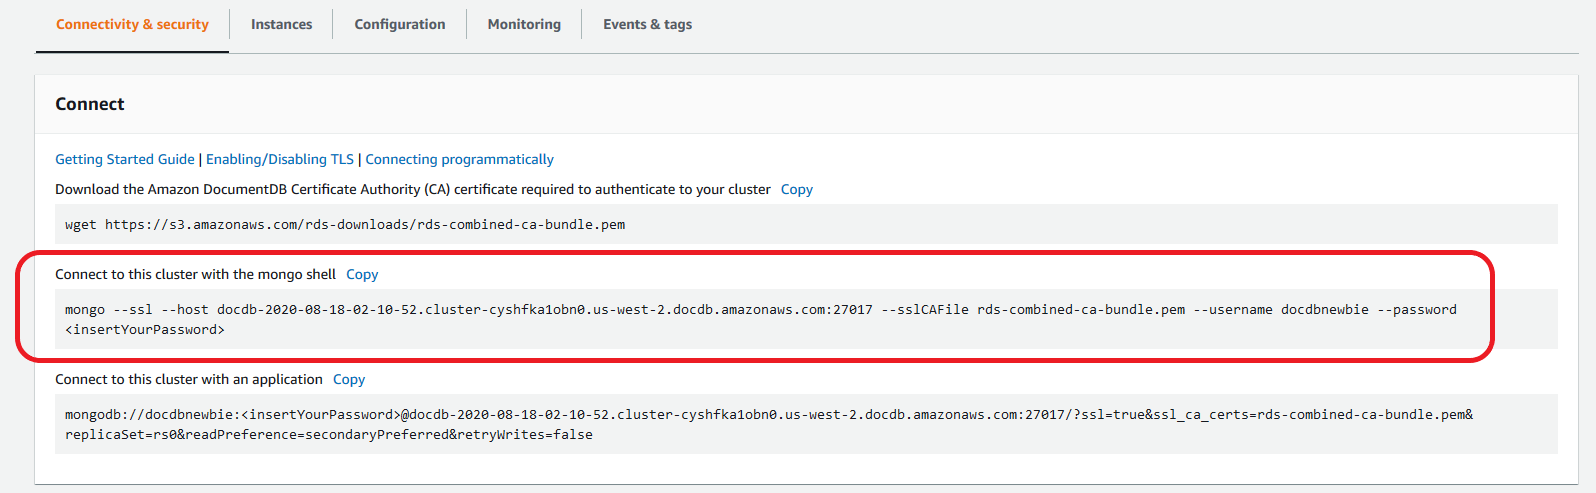 Connectivity & security Instances Configuration Monitoring Events & tags
Connect
Getting Started Guide | Enabling/Disabling TLS | Connecting programmatically
Download the Amazon DocumentDB Certificate Authority (CA) certificate required to authenticate to your cluster Copy
wget https://s3.amazonaws.com/rds-downloads/rds-combined-ca-bundle.pem
Connect to this cluster with the mongo shell Copy
mongo --ssl --host docdb-2020-08-18-02-10-52.cluster-cyshfka1obn0.us-west-2.docdb.amazonaws.com:27017 --sslCAFile rds-combined-ca-bundle.pem --username docdbnewbie --password
<insertYourPassword>
Connect to this cluster with an application Copy
mongodb://docdbnewbie:<insertYourPassword>@docdb-2020-08-18-02-10-52.cluster-cyshfka1obn0.us-west-2.docdb.amazonaws.com:27017/?ssl=true&ssl_ca_certs=rds-combined-ca-bundle.pem&
replicaSet=rs0&readPreference=secondaryPreferred&retryWrites=false